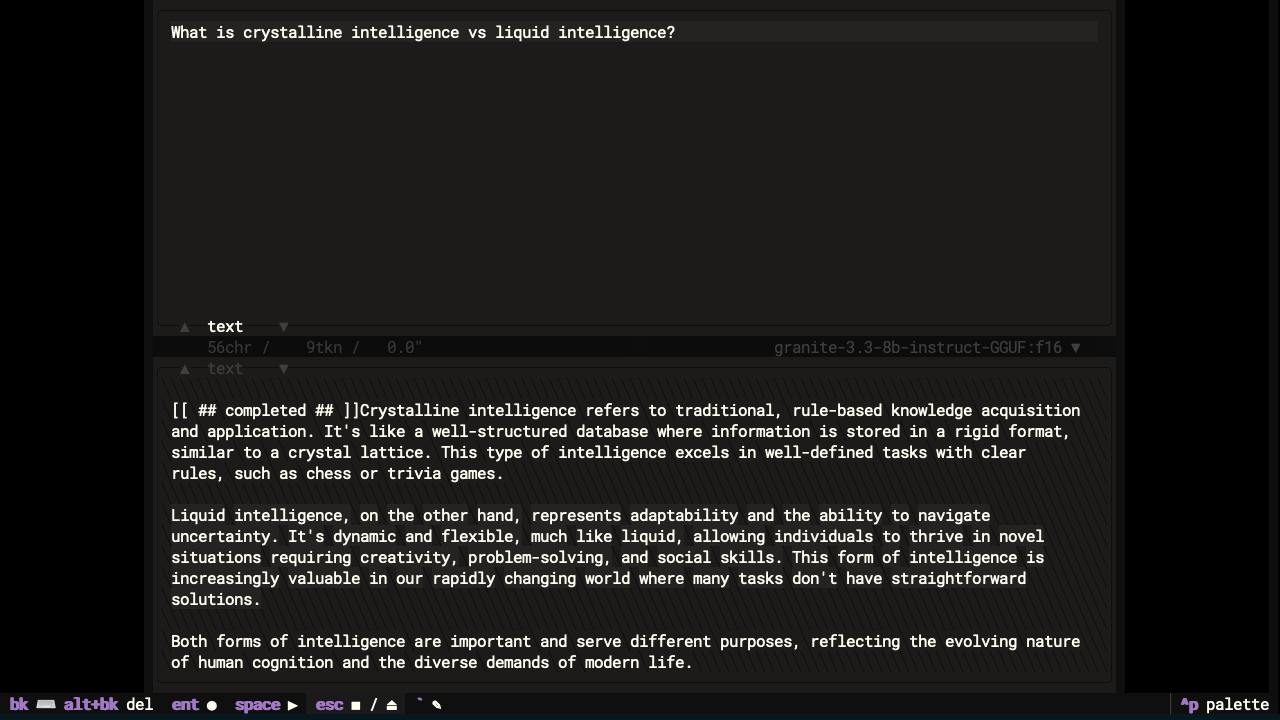 What is crystalline intelligence vs liquid intelligence?
▲ text ▼
56chr / 9tkn / 0.0" granite-3.3-8b-instruct-GGUF:f16 ▼
▲ text ▼
[[ ## completed ## ]]Crystalline intelligence refers to traditional, rule-based knowledge acquisition
and application. It's like a well-structured database where information is stored in a rigid format,
similar to a crystal lattice. This type of intelligence excels in well-defined tasks with clear
rules, such as chess or trivia games.
Liquid intelligence, on the other hand, represents adaptability and the ability to navigate
uncertainty. It's dynamic and flexible, much like liquid, allowing individuals to thrive in novel
situations requiring creativity, problem-solving, and social skills. This form of intelligence is
increasingly valuable in our rapidly changing world where many tasks don't have straightforward
solutions.
Both forms of intelligence are important and serve different purposes, reflecting the evolving nature
of human cognition and the diverse demands of modern life.
bk ⌨ alt+bk del ent ● space ▶ esc ■ / ⏏ ` ✎ ^p palette